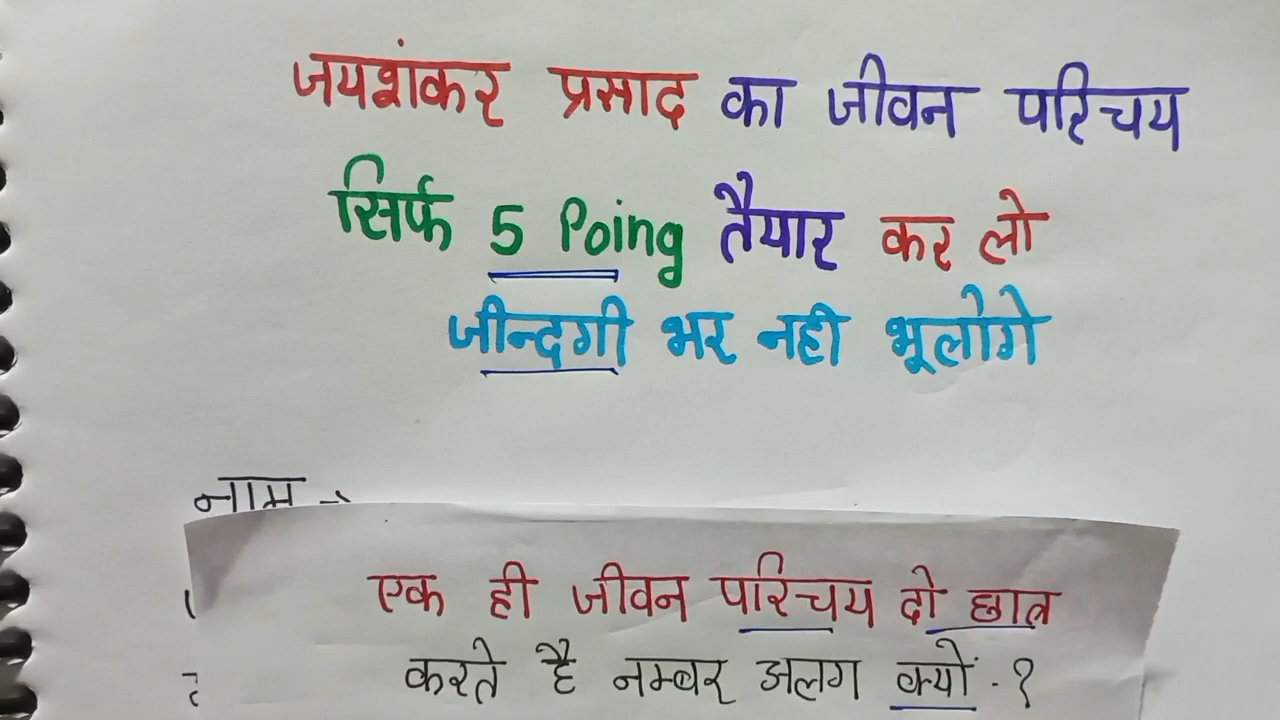 जयशंकर प्रसाद का जीवन परिचय
सिर्फ 5 Poing तैयार कर लो
जीन्दगी भर नही भूलोगे
नाम →
एक ही जीवन परिचय दो छात्र
करते है नम्बर अलग क्यों.?